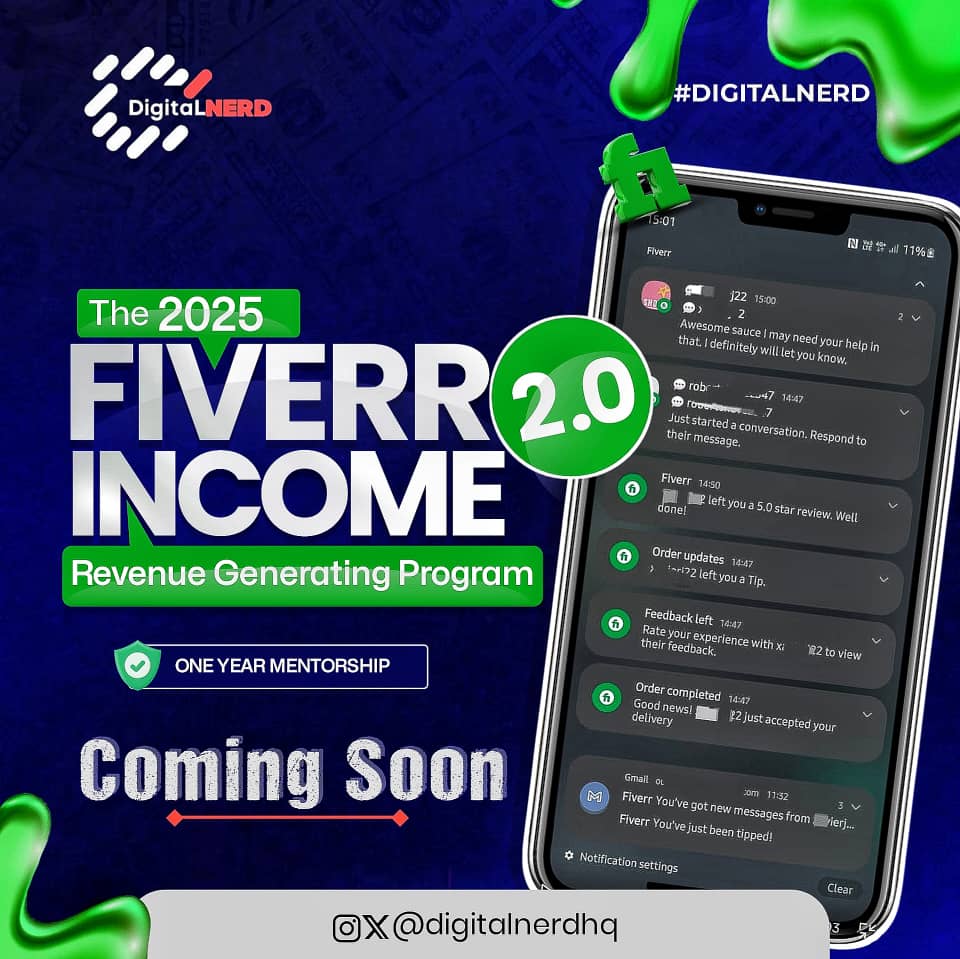 DigitaLNERD
#DIGITALNERD
The 2025
FIVERR
2.0
INCOME
Revenue Generating Program
ONE YEAR MENTORSHIP
Coming Soon
15:01
11%
Fiverr
j22 15:00
2
2
Awesome sauce I may need your help in
that. I definitely will let you know.
14:47
Just started a conversation. Respond to
their message.
Fiverr 14:50
left you a 5.0 star review. Well
done!
Order updates 14:47
left you a Tip.
Feedback left 14:47
Rate your experience with
to view
their feedback.
Order completed 14:47
Good news!
just accepted your
delivery
Gmail
11:32
3
Fiverr You've got new messages from
Fiverr You've just been tipped!
Notification settings
Clear
@digitalnerdhq